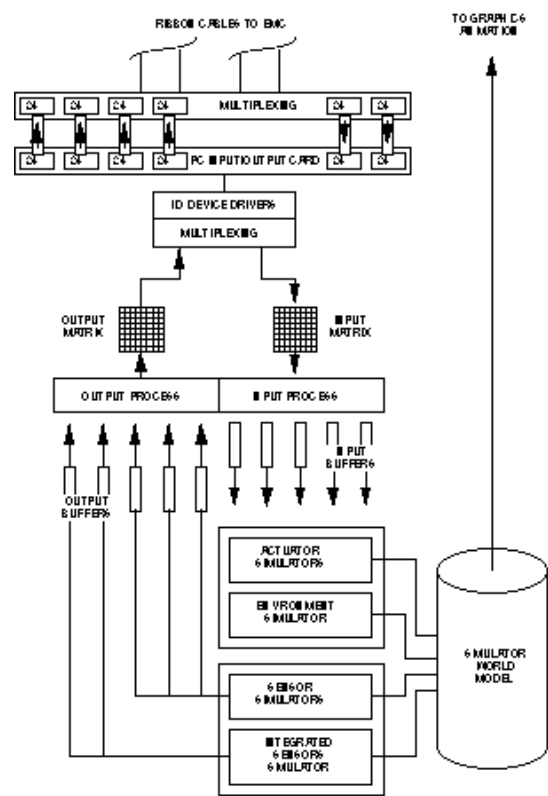 RIBBON CABLES TO EMC
TO GRAPHICS
ANIMATION
24 24 24 24 MULTIPLEXING 24 24
24 24 24 24 PC INPUT/OUTPUT CARD 24 24
IO DEVICE DRIVERS
MULTIPLEXING
OUTPUT
MATRIX
INPUT
MATRIX
OUTPUT PROCESS
INPUT PROCESS
INPUT
BUFFERS
OUTPUT
BUFFERS
ACTUATOR
SIMULATORS
ENVIRONMENT
SIMULATOR
SIMULATOR
WORLD
MODEL
SENSOR
SIMULATORS
INTEGRATED
SENSORS
SIMULATOR